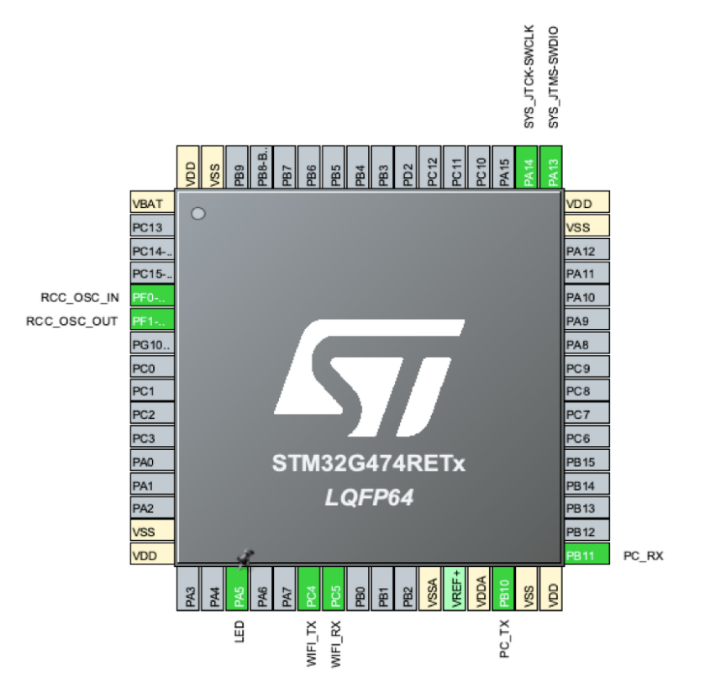 SYS_JTCK-SWCLK
SYS_JTMS-SWDIO
VDD
VSS
PB9
PB8-B..
PB7
PB6
PB5
PB4
PB3
PD2
PC12
PC11
PC10
PA15
PA14
PA13
VBAT
PC13
PC14-..
PC15-..
RCC_OSC_IN PF0-..
RCC_OSC_OUT PF1-..
PG10..
PC0
PC1
PC2
PC3
PA0
PA1
PA2
VSS
VDD
ST
STM32G474RETx
LQFP64
VDD
VSS
PA12
PA11
PA10
PA9
PA8
PC9
PC8
PC7
PC6
PB15
PB14
PB13
PB12
PB11 PC_RX
PA3
PA4
PA5
PA6
PA7
PC4
PC5
PB0
PB1
PB2
VSSA
VREF+
VDDA
PB10
VSS
VDD
LED
WIFI_TX
WIFI_RX
PC_TX